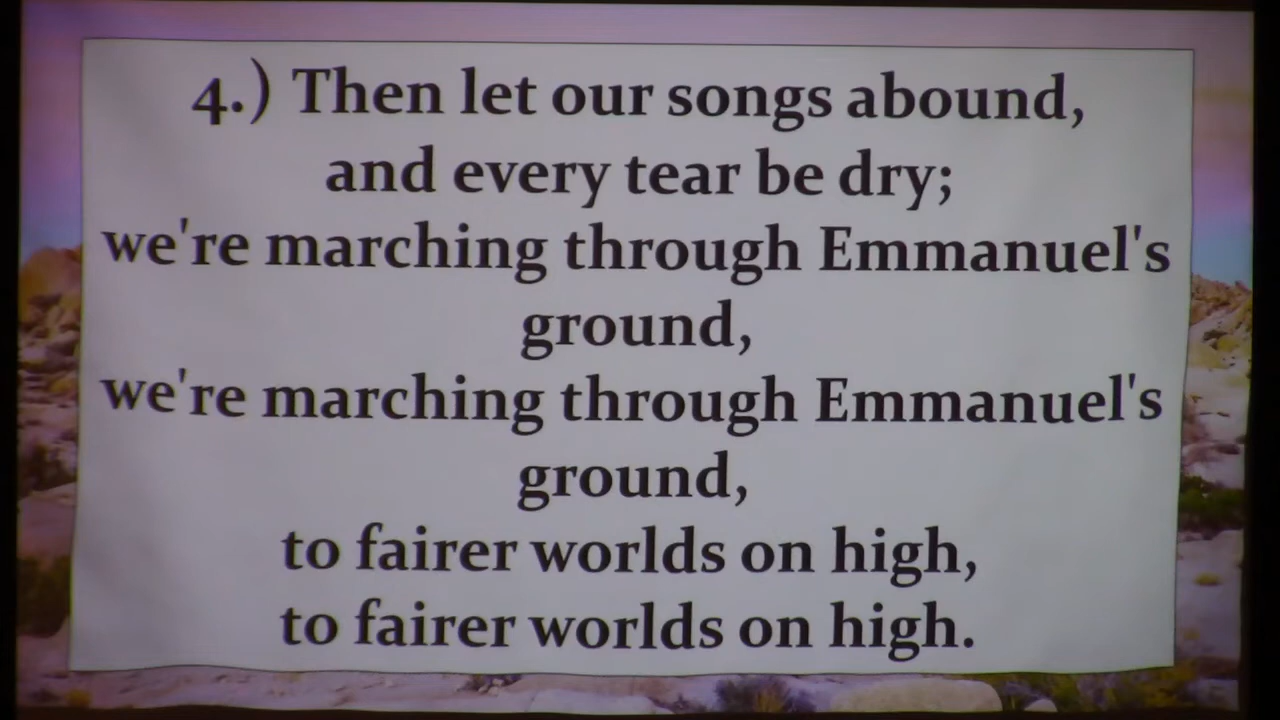 4.) Then let our songs abound,
and every tear be dry;
we're marching through Emmanuel's
ground,
we're marching through Emmanuel's
ground,
to fairer worlds on high,
to fairer worlds on high.